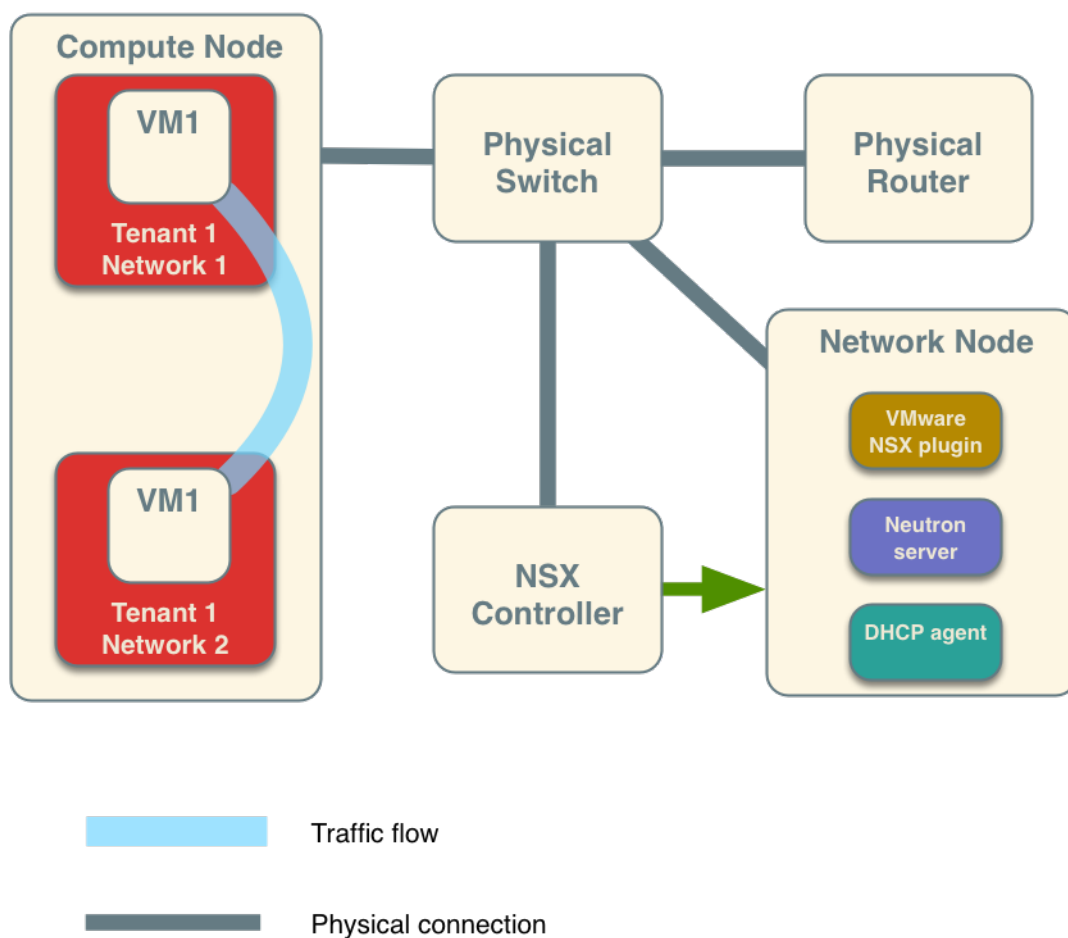 Compute Node
VM1
Tenant 1
Network 1
VM1
Tenant 1
Network 2
Physical
Switch
Physical
Router
NSX
Controller
Network Node
VMware
NSX plugin
Neutron
server
DHCP agent
Traffic flow
Physical connection